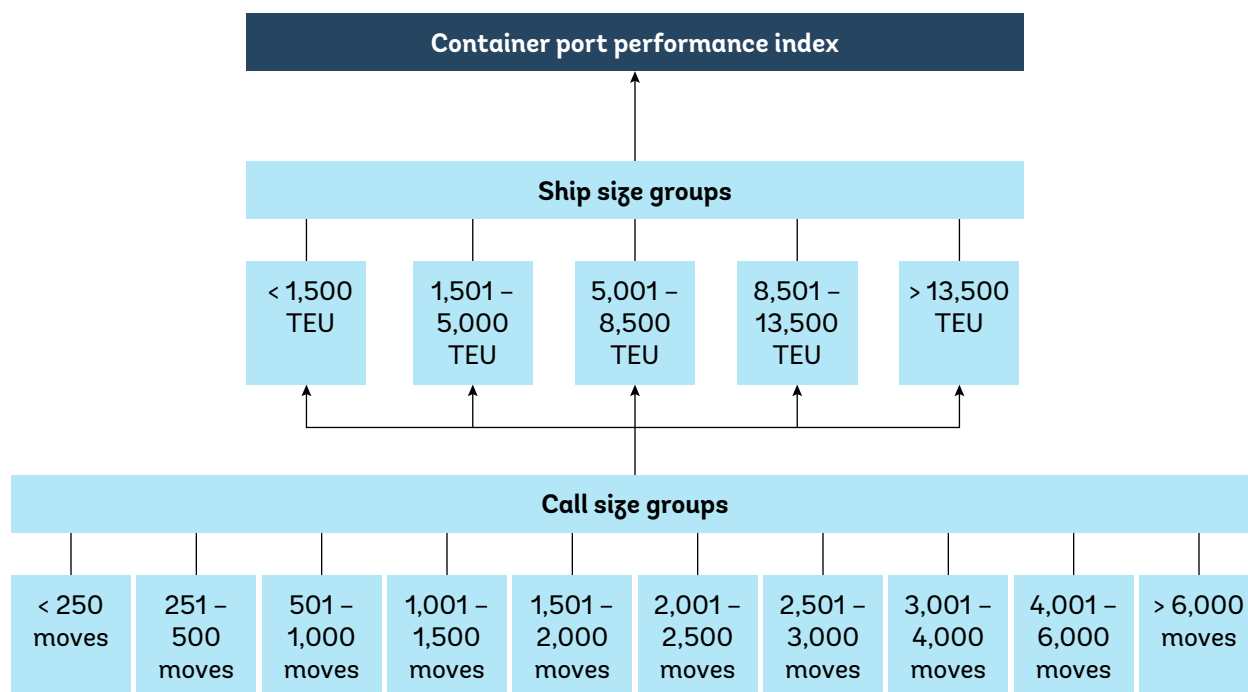 Container port performance index
Ship size groups
< 1,500
TEU
1,501 –
5,000
TEU
5,001 –
8,500
TEU
8,501 –
13,500
TEU
> 13,500
TEU
Call size groups
< 250
moves
251 –
500
moves
501 –
1,000
moves
1,001 –
1,500
moves
1,501 –
2,000
moves
2,001 –
2,500
moves
2,501 –
3,000
moves
3,001 –
4,000
moves
4,001 –
6,000
moves
> 6,000
moves